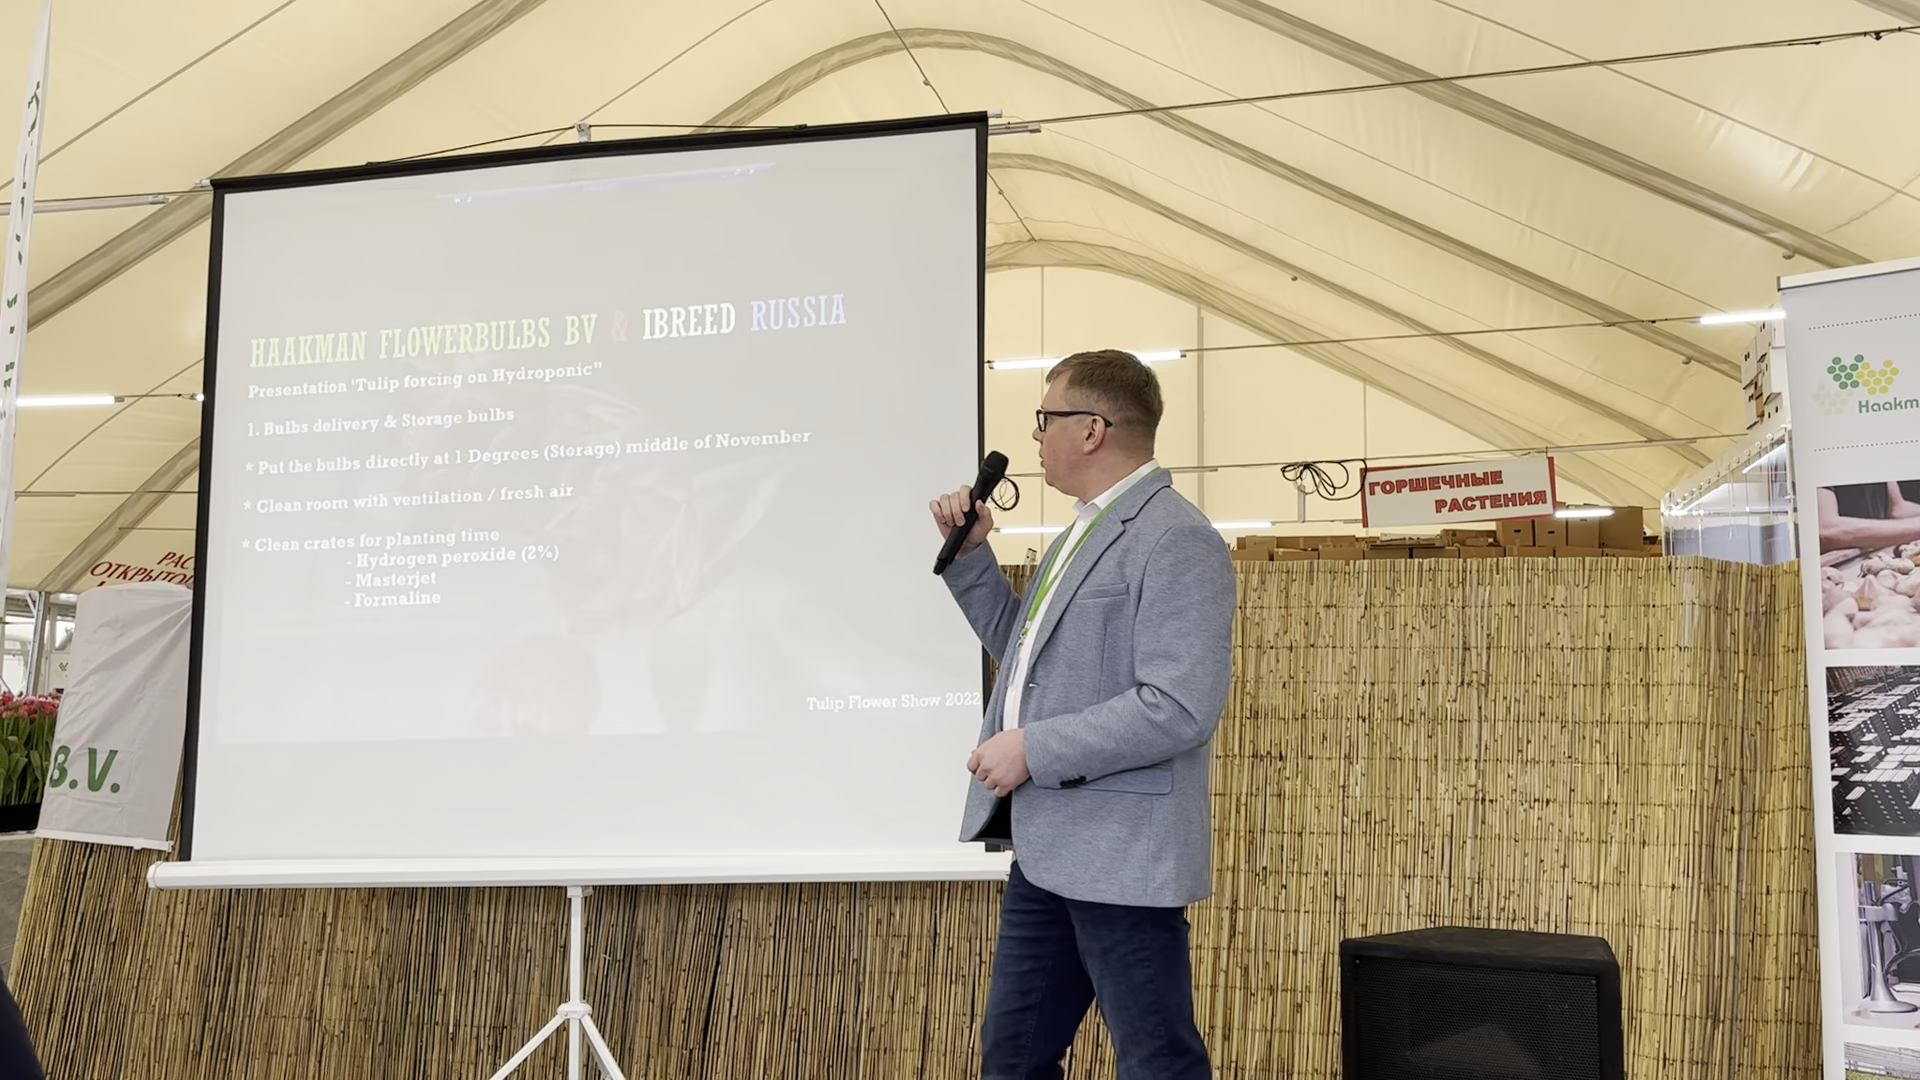 HAAKMAN FLOWERBULBS BV & IBREED RUSSIA
Presentation 'Tulip forcing on Hydroponic"
1. Bulbs delivery & Storage bulbs
* Put the bulbs directly at 1 Degrees (Storage) middle of November
* Clean room with ventilation / fresh air
* Clean crates for planting time
- Hydrogen peroxide (2%)
- Masterjet
- Formaline
Tulip Flower Show 2022
ГОРШЕЧНЫЕ
РАСТЕНИЯ
Haakm
РАС
ОТКРЫТО
B.V.